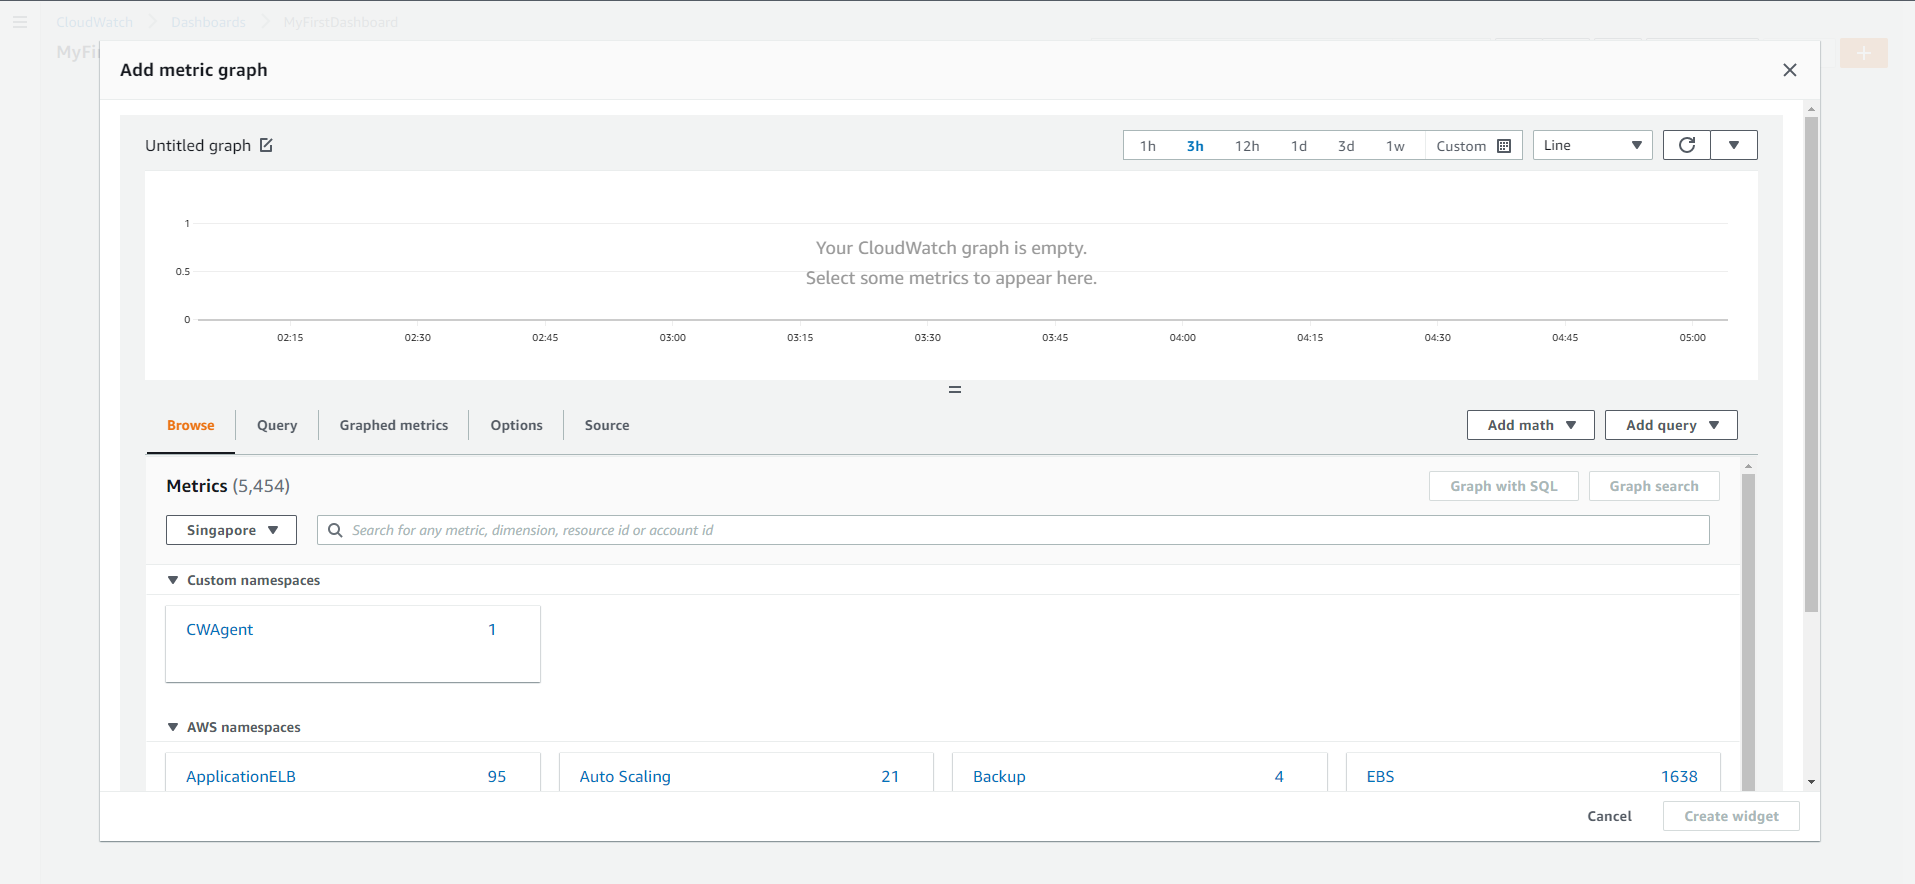 CloudWatch Dashboards MyFirstDashboard
Add metric graph
Untitled graph
1h 3h 12h 1d 3d 1w Custom Line
1
Your CloudWatch graph is empty.
0.5
Select some metrics to appear here.
0
02:15 02:30 02:45 03:00 03:15 03:30 03:45 04:00 04:15 04:30 04:45 05:00
Browse Query Graphed metrics Options Source Add math Add query
Metrics (5,454) Graph with SQL Graph search
Singapore Search for any metric, dimension, resource id or account id
Custom namespaces
CWAgent 1
AWS namespaces
ApplicationELB 95 Auto Scaling 21 Backup 4 EBS 1638
Cancel Create widget